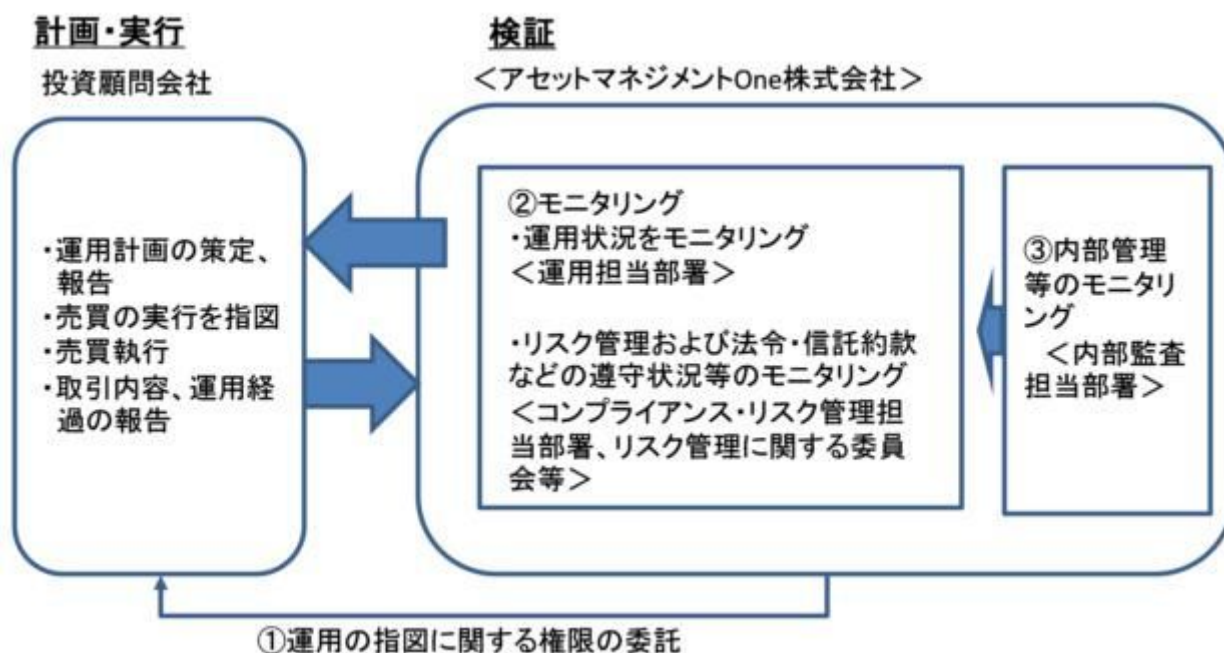 計画・実行
投資顧問会社
・運用計画の策定、
報告
・売買の実行を指図
・売買執行
・取引内容、運用経
過の報告
検証
＜アセットマネジメントOne株式会社＞
②モニタリング
・運用状況をモニタリング
＜運用担当部署＞
・リスク管理および法令・信託約款
などの遵守状況等のモニタリング
＜コンプライアンス・リスク管理担
当部署、リスク管理に関する委員
会等＞
③内部管理
等のモニタリ
ング
＜内部監査
担当部署＞
①運用の指図に関する権限の委託